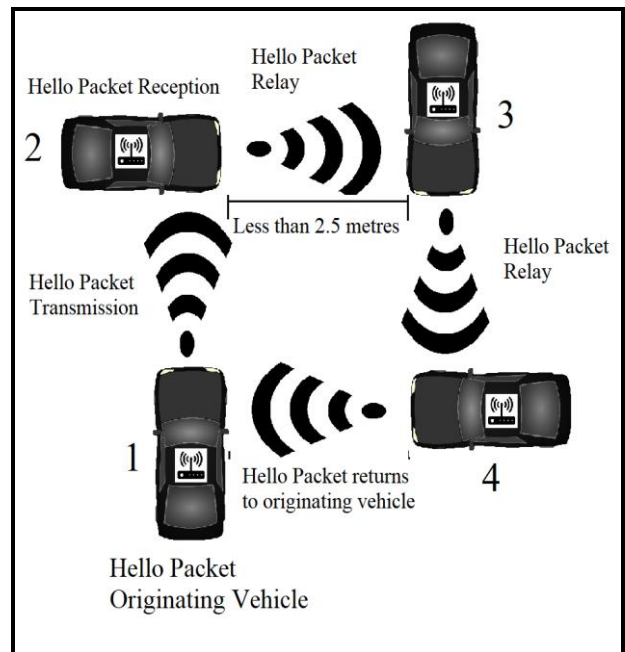 Hello Packet Reception
Hello Packet
Relay
2
3
Less than 2.5 metres
Hello Packet
Transmission
Hello Packet
Relay
1
Hello Packet returns
to originating vehicle
4
Hello Packet
Originating Vehicle